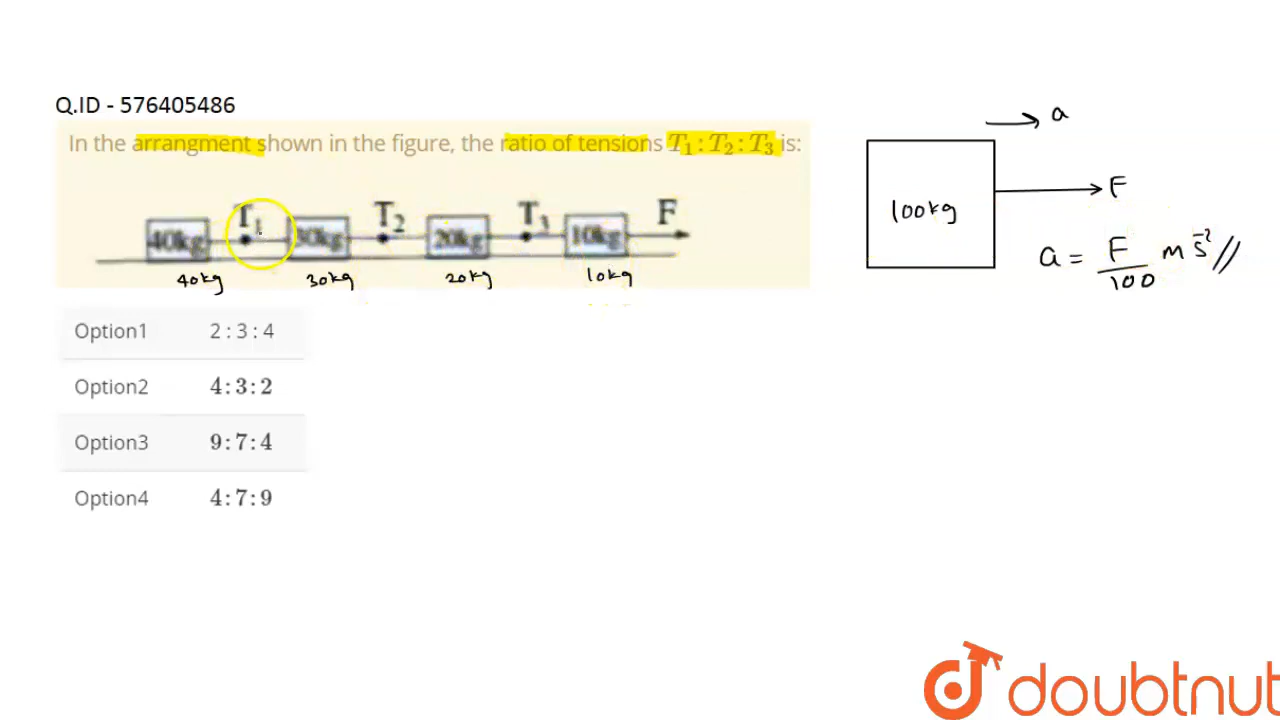 Q.ID - 576405486
In the arrangment shown in the figure, the ratio of tensions T₁ : T₂ : T₃ is:
T₁ T₂ T₃ F
40kg 30kg 20kg 10kg
40kg 30kg 20kg 10kg
Option1 2 : 3 : 4
Option2 4 : 3 : 2
Option3 9 : 7 : 4
Option4 4 : 7 : 9
a
F
100kg
a = F/100 m s⁻² //
doubtnut